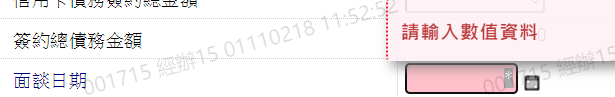 信用卡債務簽約總金額
簽約總債務金額
請輸入數值資料
面談日期
*
001715 經辦15 01110218 11:52:52
001715 經辦15